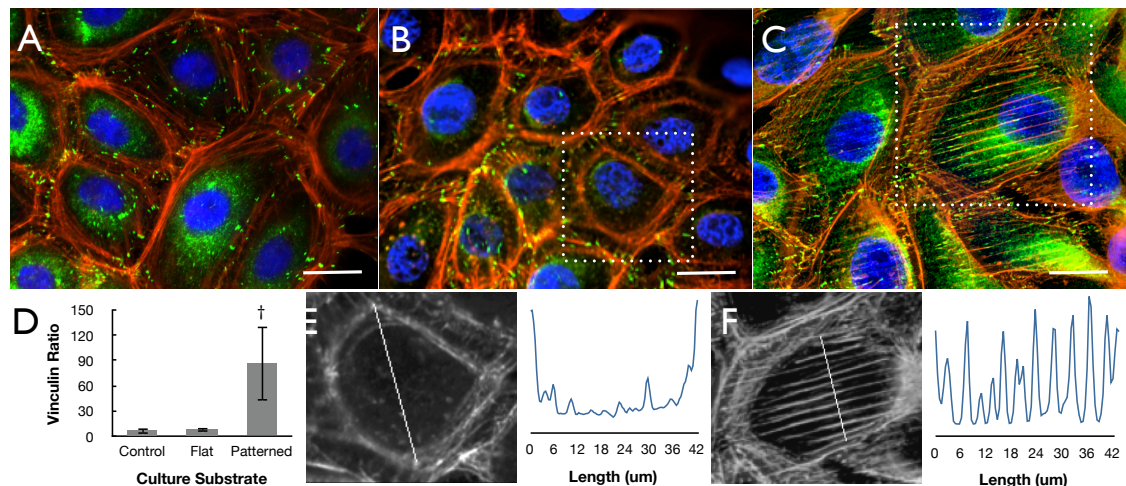 A
B
C
D
150
120
90
60
30
0
†
Vinculin Ratio
Control Flat Patterned
Culture Substrate
E
0 6 12 18 24 30 36 42
Length (um)
F
0 6 12 18 24 30 36 42
Length (um)